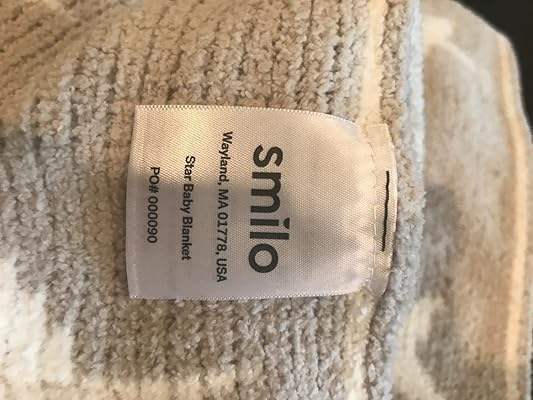 smilo
Wayland, MA 01778, USA
Star Baby Blanket
PO# 000090